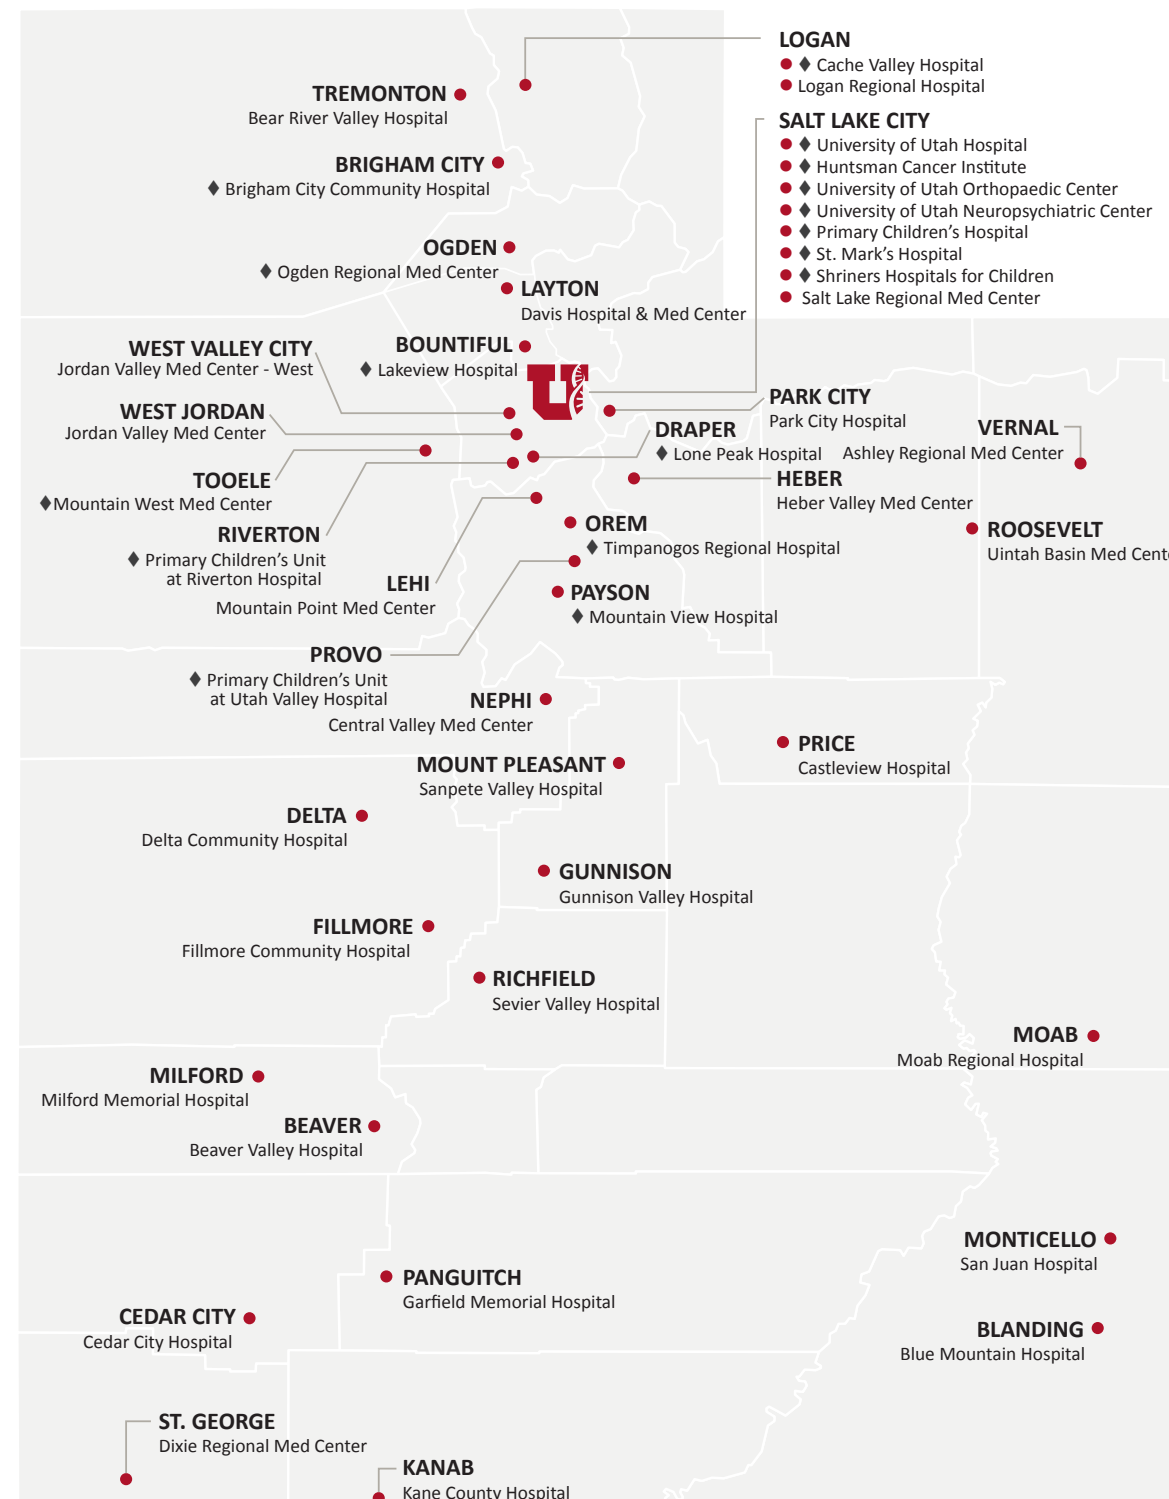 LOGAN
● ♦ Cache Valley Hospital
● Logan Regional Hospital
TREMONTON
Bear River Valley Hospital
SALT LAKE CITY
● ♦ University of Utah Hospital
● ♦ Huntsman Cancer Institute
● ♦ University of Utah Orthopaedic Center
● ♦ University of Utah Neuropsychiatric Center
● ♦ Primary Children's Hospital
● ♦ St. Mark's Hospital
● ♦ Shriners Hospitals for Children
● Salt Lake Regional Med Center
BRIGHAM CITY
♦ Brigham City Community Hospital
OGDEN
♦ Ogden Regional Med Center
LAYTON
Davis Hospital & Med Center
WEST VALLEY CITY
Jordan Valley Med Center - West
BOUNTIFUL
♦ Lakeview Hospital
U
WEST JORDAN
Jordan Valley Med Center
PARK CITY
Park City Hospital
DRAPER
♦ Lone Peak Hospital
VERNAL
Ashley Regional Med Center
TOOELE
♦Mountain West Med Center
HEBER
Heber Valley Med Center
RIVERTON
♦ Primary Children's Unit
at Riverton Hospital
OREM
♦ Timpanogos Regional Hospital
ROOSEVELT
Uintah Basin Med Cente
LEHI
Mountain Point Med Center
PAYSON
♦ Mountain View Hospital
PROVO
♦ Primary Children's Unit
at Utah Valley Hospital
NEPHI
Central Valley Med Center
PRICE
Castleview Hospital
MOUNT PLEASANT
Sanpete Valley Hospital
DELTA
Delta Community Hospital
GUNNISON
Gunnison Valley Hospital
FILLMORE
Fillmore Community Hospital
RICHFIELD
Sevier Valley Hospital
MOAB
Moab Regional Hospital
MILFORD
Milford Memorial Hospital
BEAVER
Beaver Valley Hospital
MONTICELLO
San Juan Hospital
PANGUITCH
Garfield Memorial Hospital
CEDAR CITY
Cedar City Hospital
BLANDING
Blue Mountain Hospital
ST. GEORGE
Dixie Regional Med Center
KANAB
Kane County Hospital